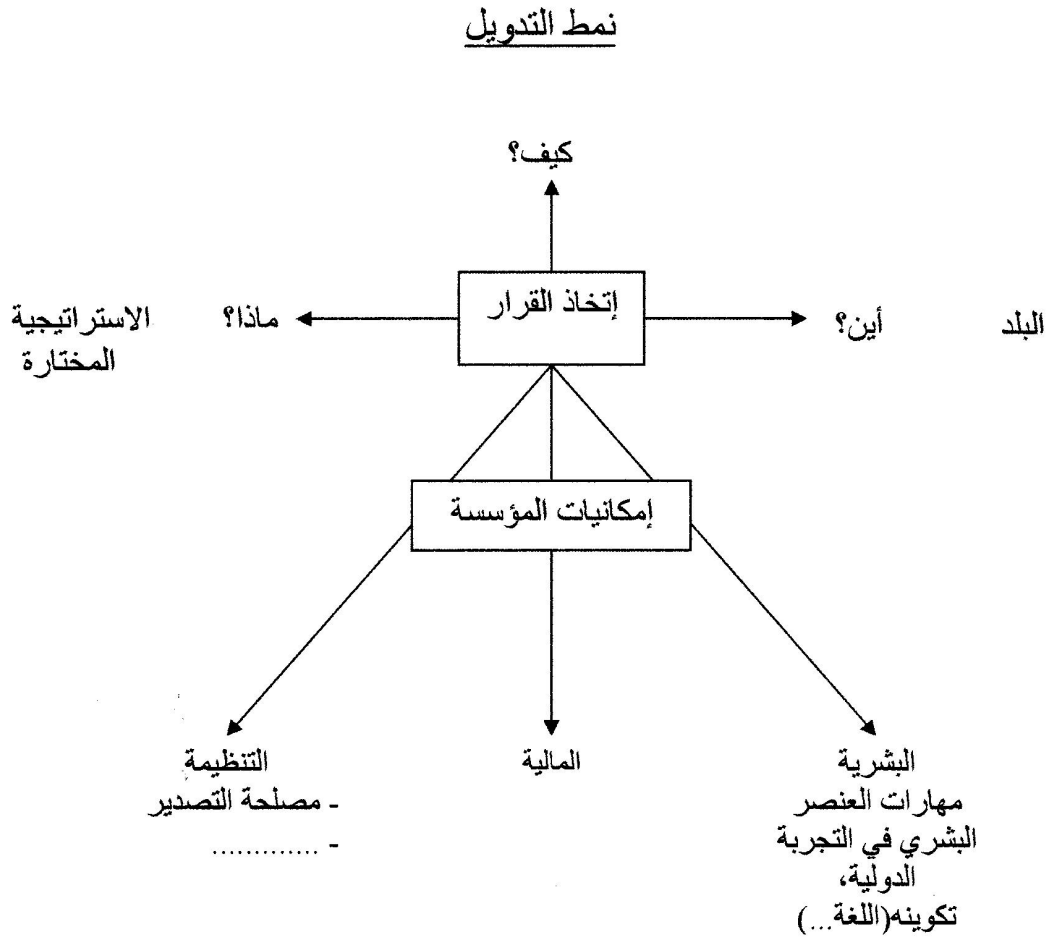 نمط التدويل
كيف؟
إتخاذ القرار
البلد
أين؟
ماذا؟
الاستراتيجية
المختارة
إمكانيات المؤسسة
البشرية
مهارات العنصر
البشري في التجربة
الدولية،
تكوينه(اللغة...)
المالية
التنظيمة
- مصلحة التصدير
- .............